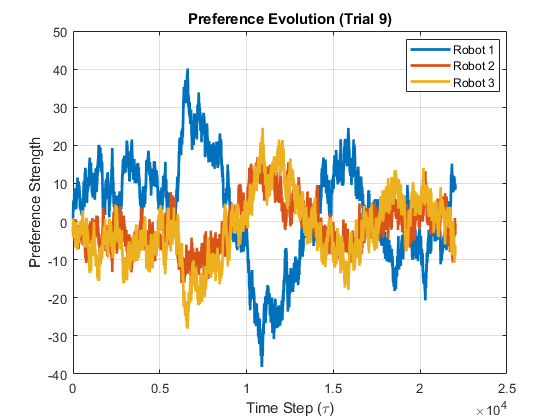 Preference Evolution (Trial 9)
50
40
30
20
10
0
-10
-20
-30
-40
Preference Strength
Robot 1
Robot 2
Robot 3
0
0.5
1
1.5
2
2.5
×10⁴
Time Step (τ)